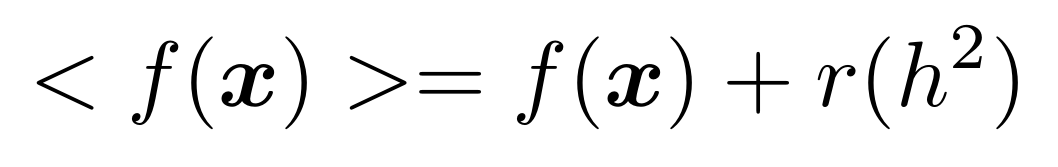 < f(𝒙) >= f(𝒙) + r(h²)